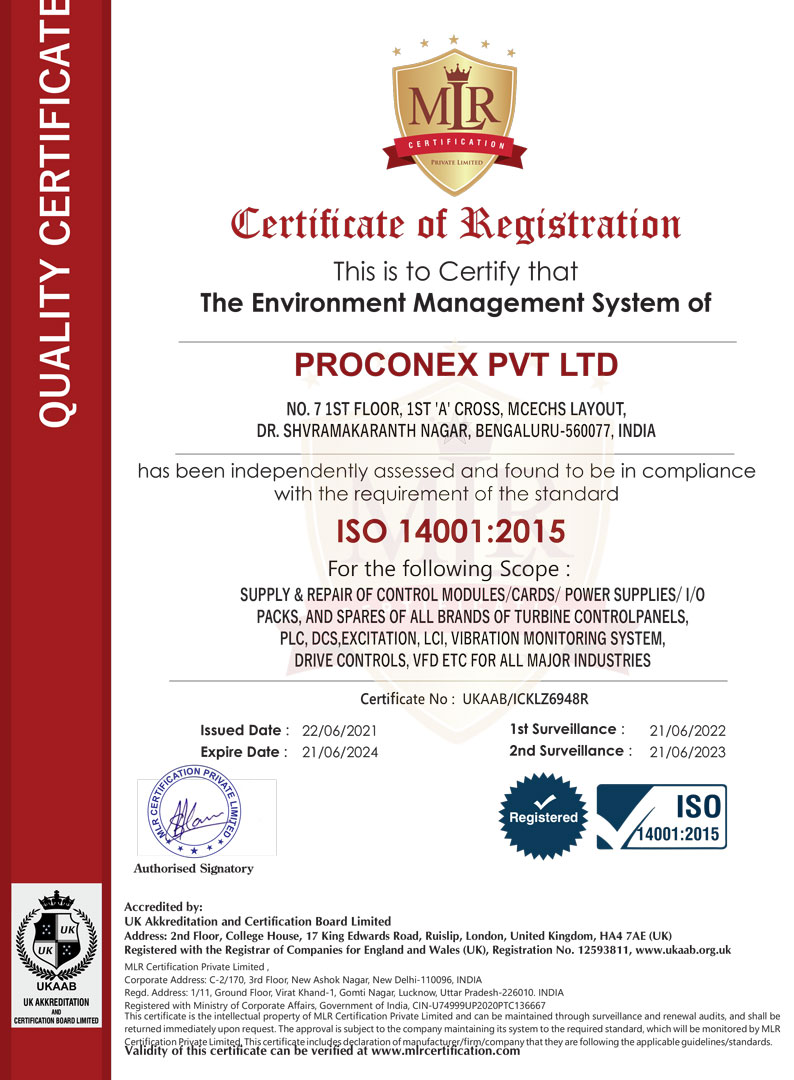 QUALITY CERTIFICATE
MLR
CERTIFICATION
PRIVATE LIMITED
Certificate of Registration
This is to Certify that
The Environment Management System of
PROCONEX PVT LTD
NO. 7 1ST FLOOR, 1ST 'A' CROSS, MCECHS LAYOUT,
DR. SHVRAMAKARANTH NAGAR, BENGALURU-560077, INDIA
has been independently assessed and found to be in compliance
with the requirement of the standard
ISO 14001:2015
For the following Scope :
SUPPLY & REPAIR OF CONTROL MODULES/CARDS/ POWER SUPPLIES/ I/O
PACKS, AND SPARES OF ALL BRANDS OF TURBINE CONTROLPANELS,
PLC, DCS,EXCITATION, LCI, VIBRATION MONITORING SYSTEM,
DRIVE CONTROLS, VFD ETC FOR ALL MAJOR INDUSTRIES
Certificate No : UKAAB/ICKLZ6948R
Issued Date : 22/06/2021 1st Surveillance : 21/06/2022
Expire Date : 21/06/2024 2nd Surveillance : 21/06/2023
MLR CERTIFICATION PRIVATE LIMITED
Registered
ISO
14001:2015
Authorised Signatory
UK
UK
UKAAB
UK AKKREDITATION
AND
CERTIFICATION BOARD LIMITED
Accredited by:
UK Akkreditation and Certification Board Limited
Address: 2nd Floor, College House, 17 King Edwards Road, Ruislip, London, United Kingdom, HA4 7AE (UK)
Registered with the Registrar of Companies for England and Wales (UK), Registration No. 12593811, www.ukaab.org.uk
MLR Certification Private Limited ,
Corporate Address: C-2/170, 3rd Floor, New Ashok Nagar, New Delhi-110096, INDIA
Regd. Address: 1/11, Ground Floor, Virat Khand-1, Gomti Nagar, Lucknow, Uttar Pradesh-226010. INDIA
Registered with Ministry of Corporate Affairs, Government of India, CIN-U74999UP2020PTC136667
This certificate is the intellectual property of MLR Certification Private Limited and can be maintained through surveillance and renewal audits, and shall be
returned immediately upon request. The approval is subject to the company maintaining its system to the required standard, which will be monitored by MLR
Certification Private Limited. This certificate includes declaration of manufacturer/firm/company that they are following the applicable guidelines/standards.
Validity of this certificate can be verified at www.mlrcertification.com